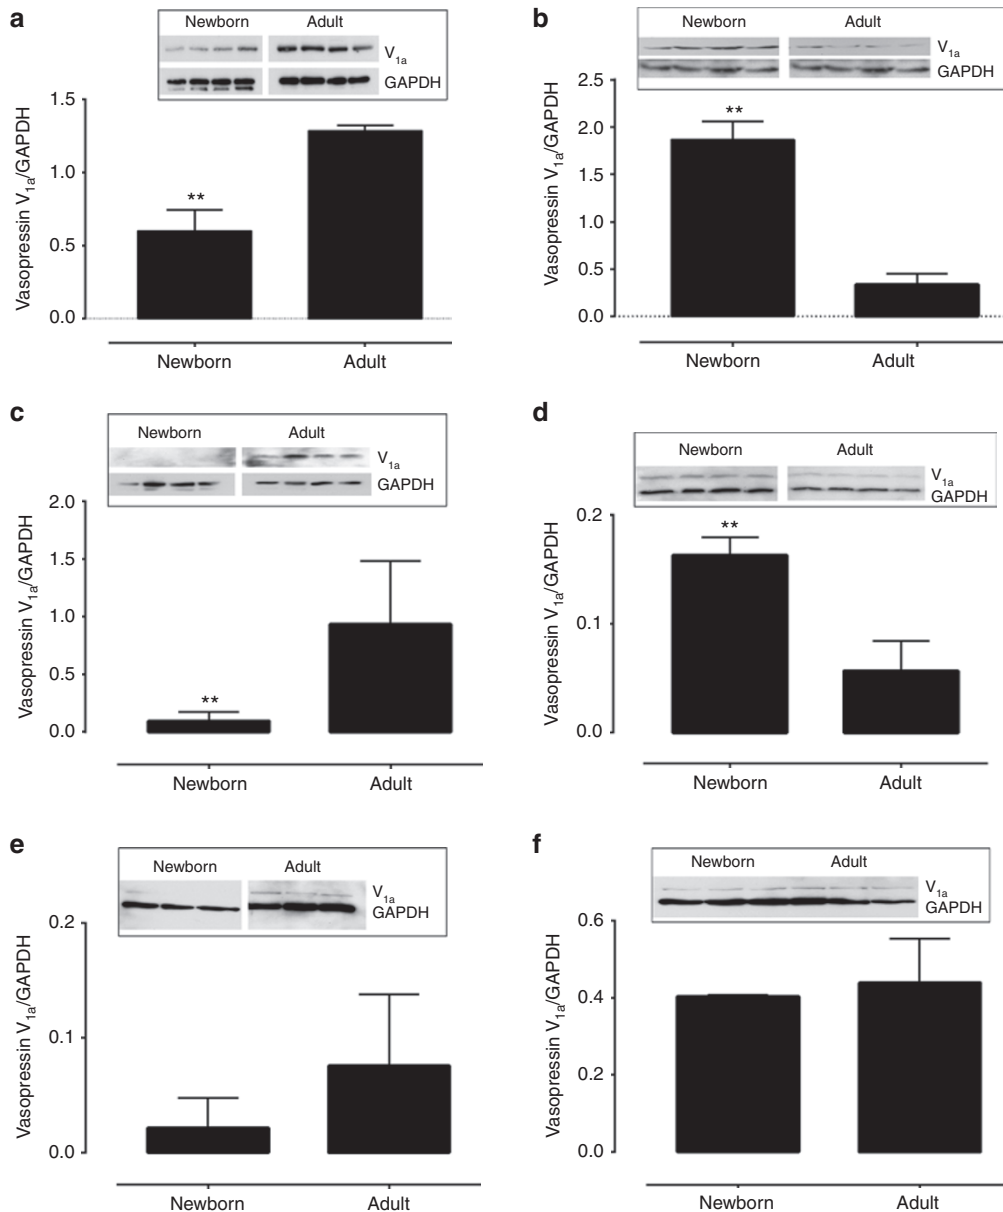 a
Newborn Adult
V1a
GAPDH
Vasopressin V1a/GAPDH
1.5
1.0
0.5
0.0
**
Newborn Adult
b
Newborn Adult
V1a
GAPDH
Vasopressin V1a/GAPDH
2.5
2.0
1.5
1.0
0.5
0.0
**
Newborn Adult
c
Newborn Adult
V1a
GAPDH
Vasopressin V1a/GAPDH
2.0
1.5
1.0
0.5
0.0
**
Newborn Adult
d
Newborn Adult
V1a
GAPDH
Vasopressin V1a/GAPDH
0.2
0.1
0.0
**
Newborn Adult
e
Newborn Adult
V1a
GAPDH
Vasopressin V1a/GAPDH
0.2
0.1
0.0
Newborn Adult
f
Newborn Adult
V1a
GAPDH
Vasopressin V1a/GAPDH
0.6
0.4
0.2
0.0
Newborn Adult